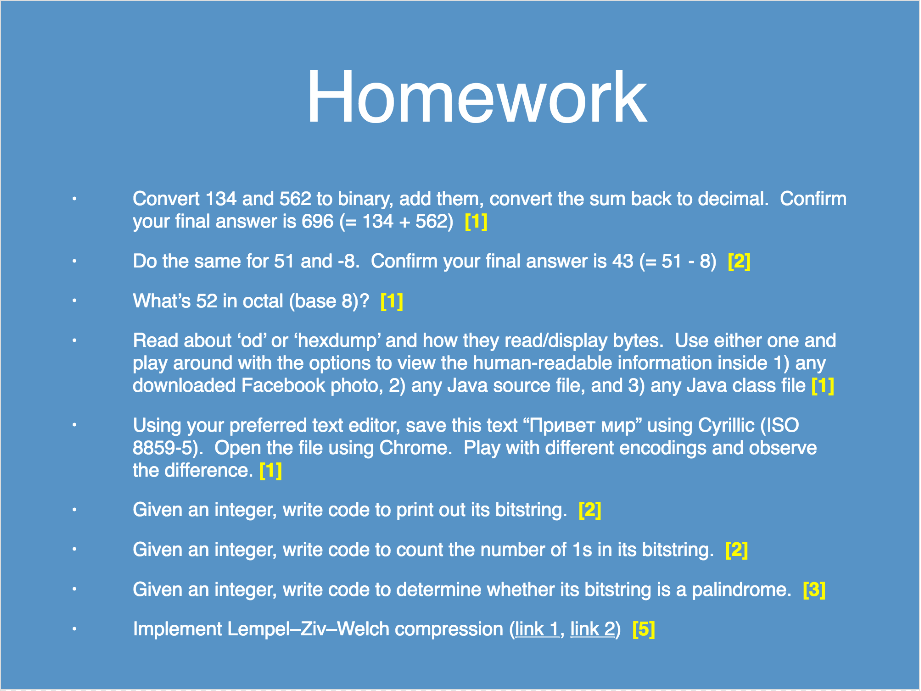 Homework
· Convert 134 and 562 to binary, add them, convert the sum back to decimal. Confirm
your final answer is 696 (= 134 + 562) [1]
· Do the same for 51 and -8. Confirm your final answer is 43 (= 51 - 8) [2]
· What’s 52 in octal (base 8)? [1]
· Read about ‘od’ or ‘hexdump’ and how they read/display bytes. Use either one and
play around with the options to view the human-readable information inside 1) any
downloaded Facebook photo, 2) any Java source file, and 3) any Java class file [1]
· Using your preferred text editor, save this text “Привет мир” using Cyrillic (ISO
8859-5). Open the file using Chrome. Play with different encodings and observe
the difference. [1]
· Given an integer, write code to print out its bitstring. [2]
· Given an integer, write code to count the number of 1s in its bitstring. [2]
· Given an integer, write code to determine whether its bitstring is a palindrome. [3]
· Implement Lempel–Ziv–Welch compression (link 1, link 2) [5]